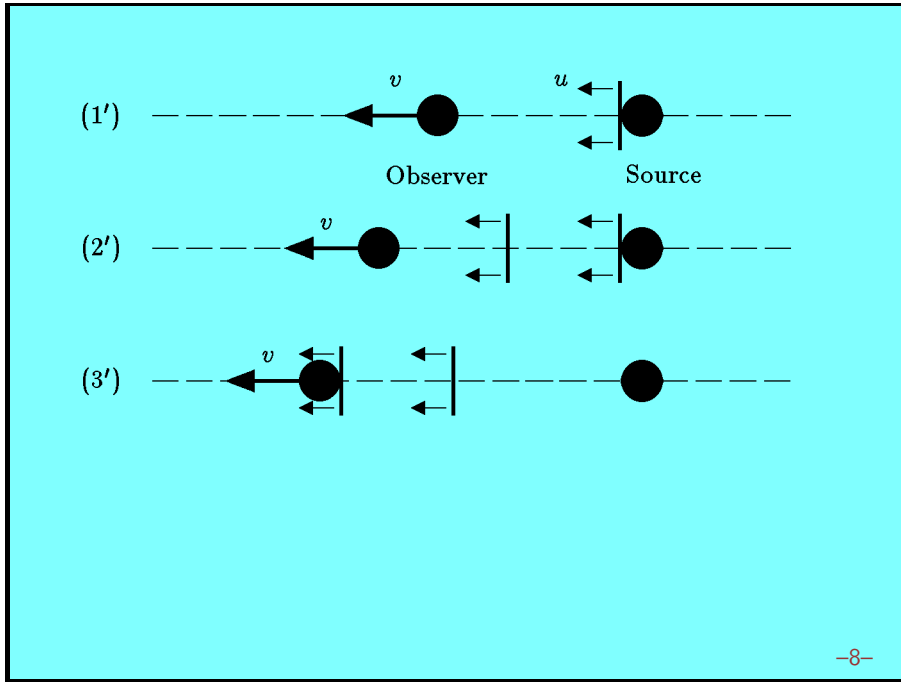 v u
(1′)
Observer Source
v
(2′)
v
(3′)
–8–